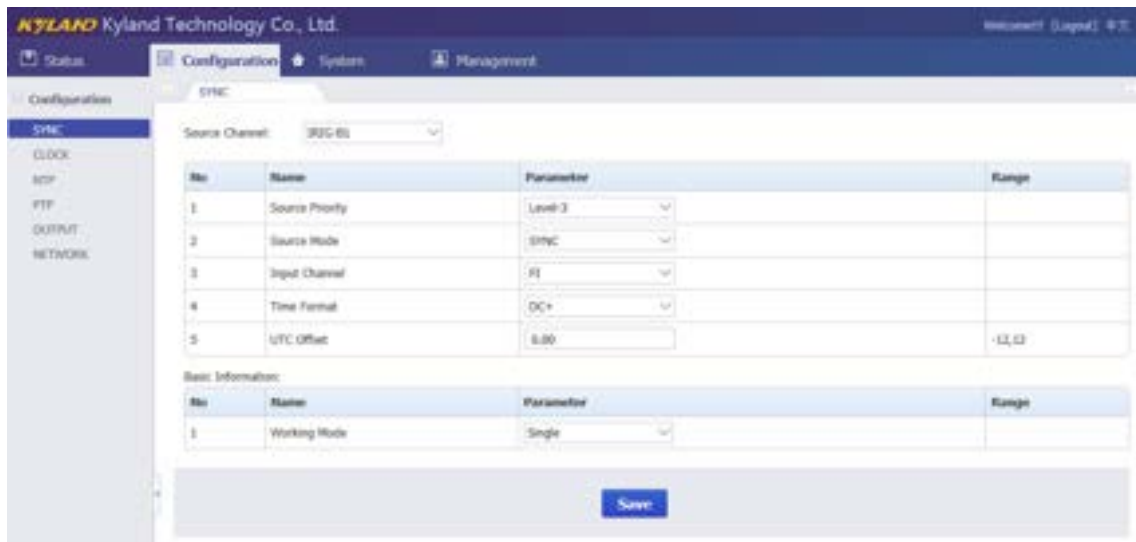 KYLAND Kyland Technology Co., Ltd. Welcome!! [Logout] 中文
Status Configuration System Management
Configuration
SYNC
CLOCK
NTP
PTP
OUTPUT
NETWORK
SYNC
Source Channel: IRIG-B1
No Name Parameter Range
1 Source Priority Level-3
2 Source Mode SYNC
3 Input Channel FI
4 Time Format DC+
5 UTC Offset 0.00 -12,12
Basic Information:
No Name Parameter Range
1 Working Mode Single
Save